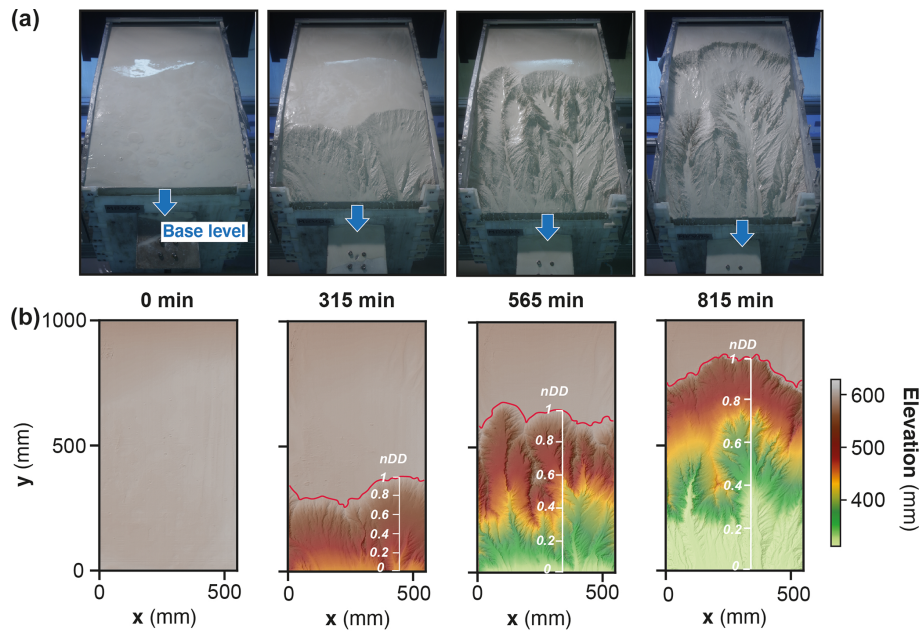 (a)
Base level
0 min 315 min 565 min 815 min
(b)
1000
500
0
y (mm)
nDD
1
0.8
0.6
0.4
0.2
0
nDD
1
0.8
0.6
0.4
0.2
0
nDD
1
0.8
0.6
0.4
0.2
0
600
500
400
Elevation (mm)
0 500 0 500 0 500 0 500
x (mm) x (mm) x (mm) x (mm)